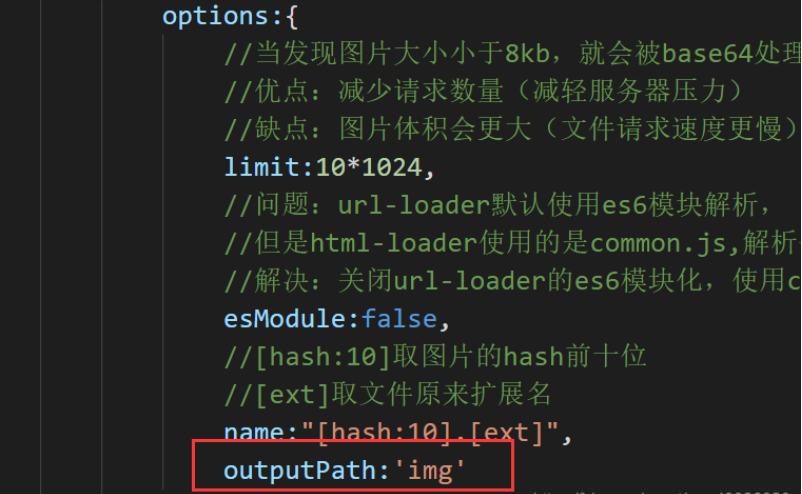 options:{
//当发现图片大小小于8kb，就会被base64处理
//优点：减少请求数量（减轻服务器压力）
//缺点：图片体积会更大（文件请求速度更慢）
limit:10*1024,
//问题：url-loader默认使用es6模块解析，
//但是html-loader使用的是common.js,解析
//解决：关闭url-loader的es6模块化，使用c
esModule:false,
//[hash:10]取图片的hash前十位
//[ext]取文件原来扩展名
name:"[hash:10].[ext]",
outputPath:'img'